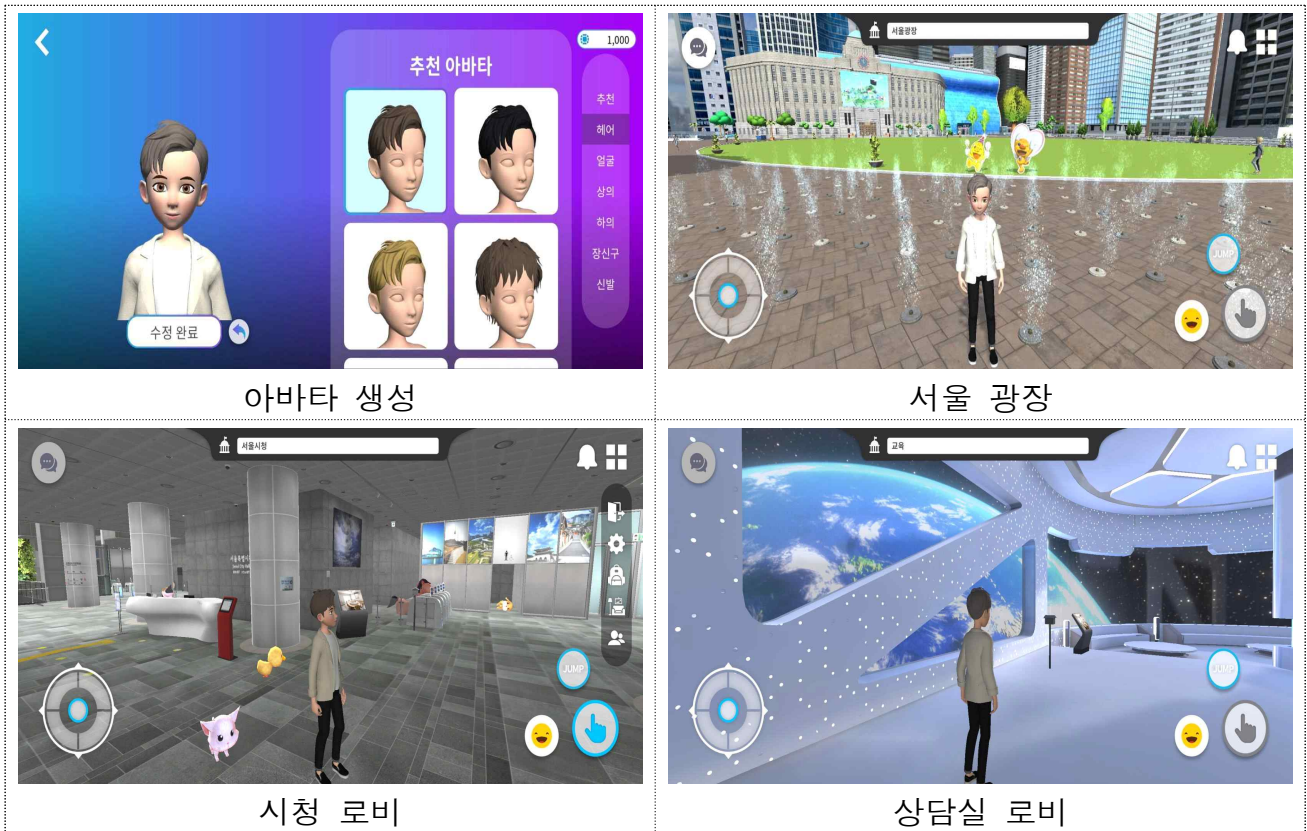 1,000
추천 아바타
추천
헤어
얼굴
상의
하의
장신구
신발
수정 완료
아바타 생성
서울광장
JUMP
서울 광장
서울시청
JUMP
시청 로비
교육
JUMP
상담실 로비